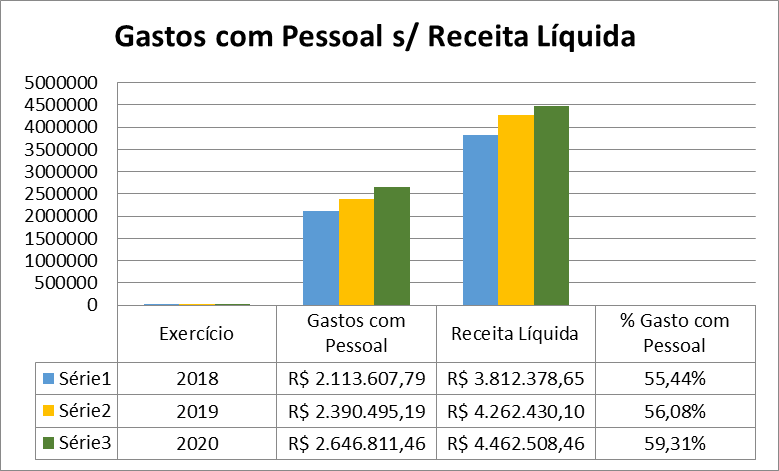 Gastos com Pessoal s/ Receita Líquida
5000000
4500000
4000000
3500000
3000000
2500000
2000000
1500000
1000000
500000
0
Exercício Gastos com Pessoal Receita Líquida % Gasto com Pessoal
Série1 2018 R$ 2.113.607,79 R$ 3.812.378,65 55,44%
Série2 2019 R$ 2.390.495,19 R$ 4.262.430,10 56,08%
Série3 2020 R$ 2.646.811,46 R$ 4.462.508,46 59,31%